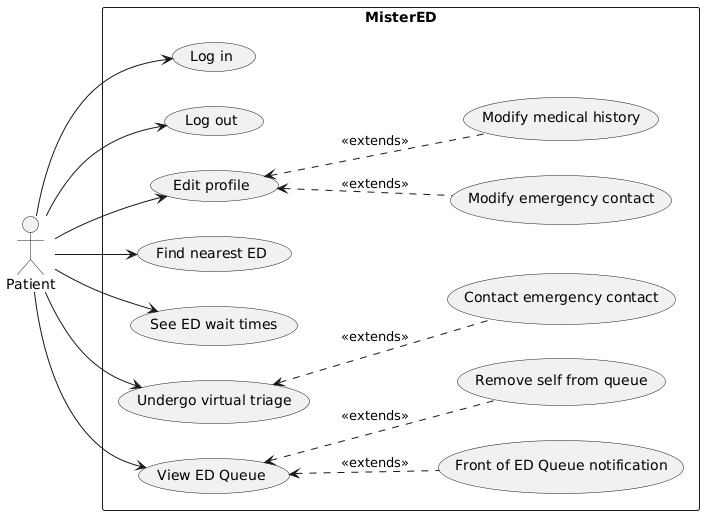 MisterED
Log in
Log out
Modify medical history
«extends»
Edit profile
«extends»
Modify emergency contact
Find nearest ED
Patient
Contact emergency contact
See ED wait times
«extends»
Remove self from queue
Undergo virtual triage
«extends»
Front of ED Queue notification
«extends»
View ED Queue